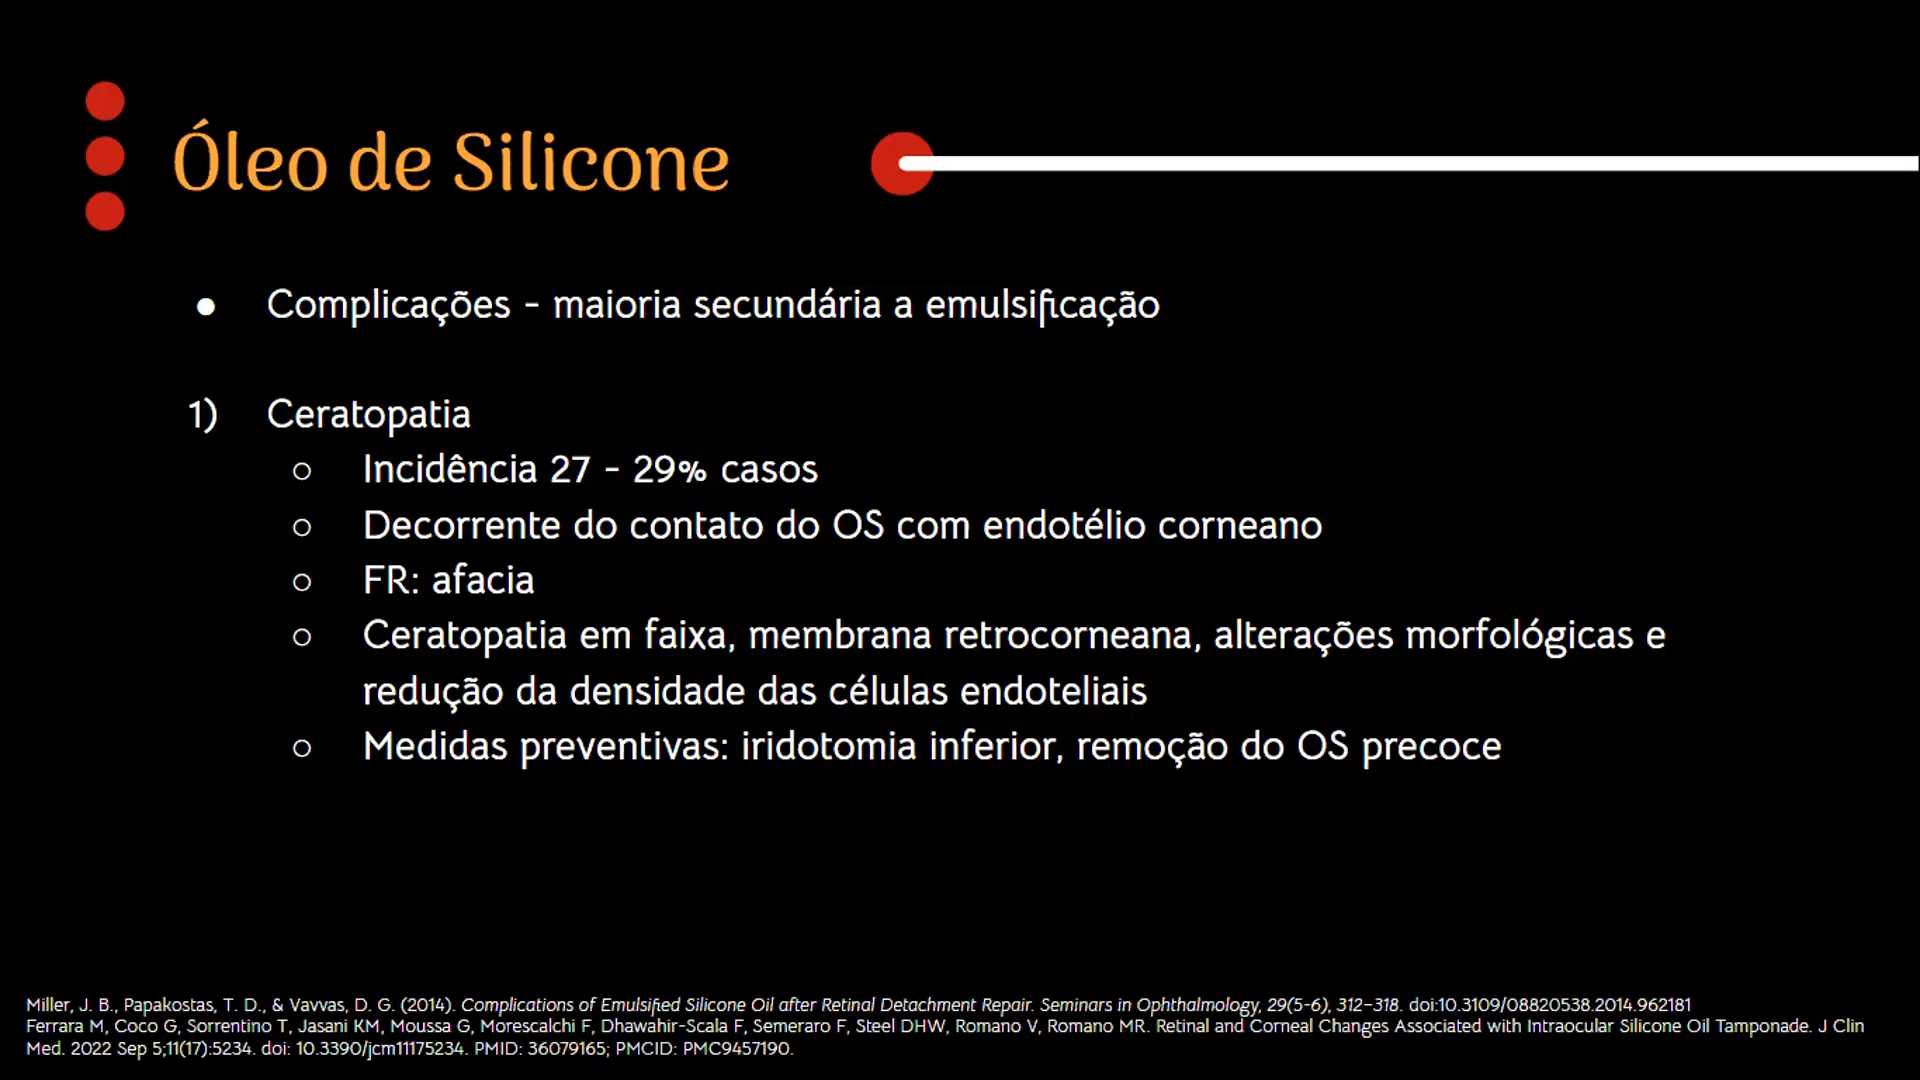 Óleo de Silicone
● Complicações - maioria secundária a emulsificação
1) Ceratopatia
○ Incidência 27 - 29% casos
○ Decorrente do contato do OS com endotélio corneano
○ FR: afacia
○ Ceratopatia em faixa, membrana retrocorneana, alterações morfológicas e
redução da densidade das células endoteliais
○ Medidas preventivas: iridotomia inferior, remoção do OS precoce
Miller, J. B., Papakostas, T. D., & Vavvas, D. G. (2014). Complications of Emulsified Silicone Oil after Retinal Detachment Repair. Seminars in Ophthalmology, 29(5-6), 312–318. doi:10.3109/08820538.2014.962181
Ferrara M, Coco G, Sorrentino T, Jasani KM, Moussa G, Morescalchi F, Dhawahir-Scala F, Semeraro F, Steel DHW, Romano V, Romano MR. Retinal and Corneal Changes Associated with Intraocular Silicone Oil Tamponade. J Clin
Med. 2022 Sep 5;11(17):5234. doi: 10.3390/jcm11175234. PMID: 36079165; PMCID: PMC9457190.